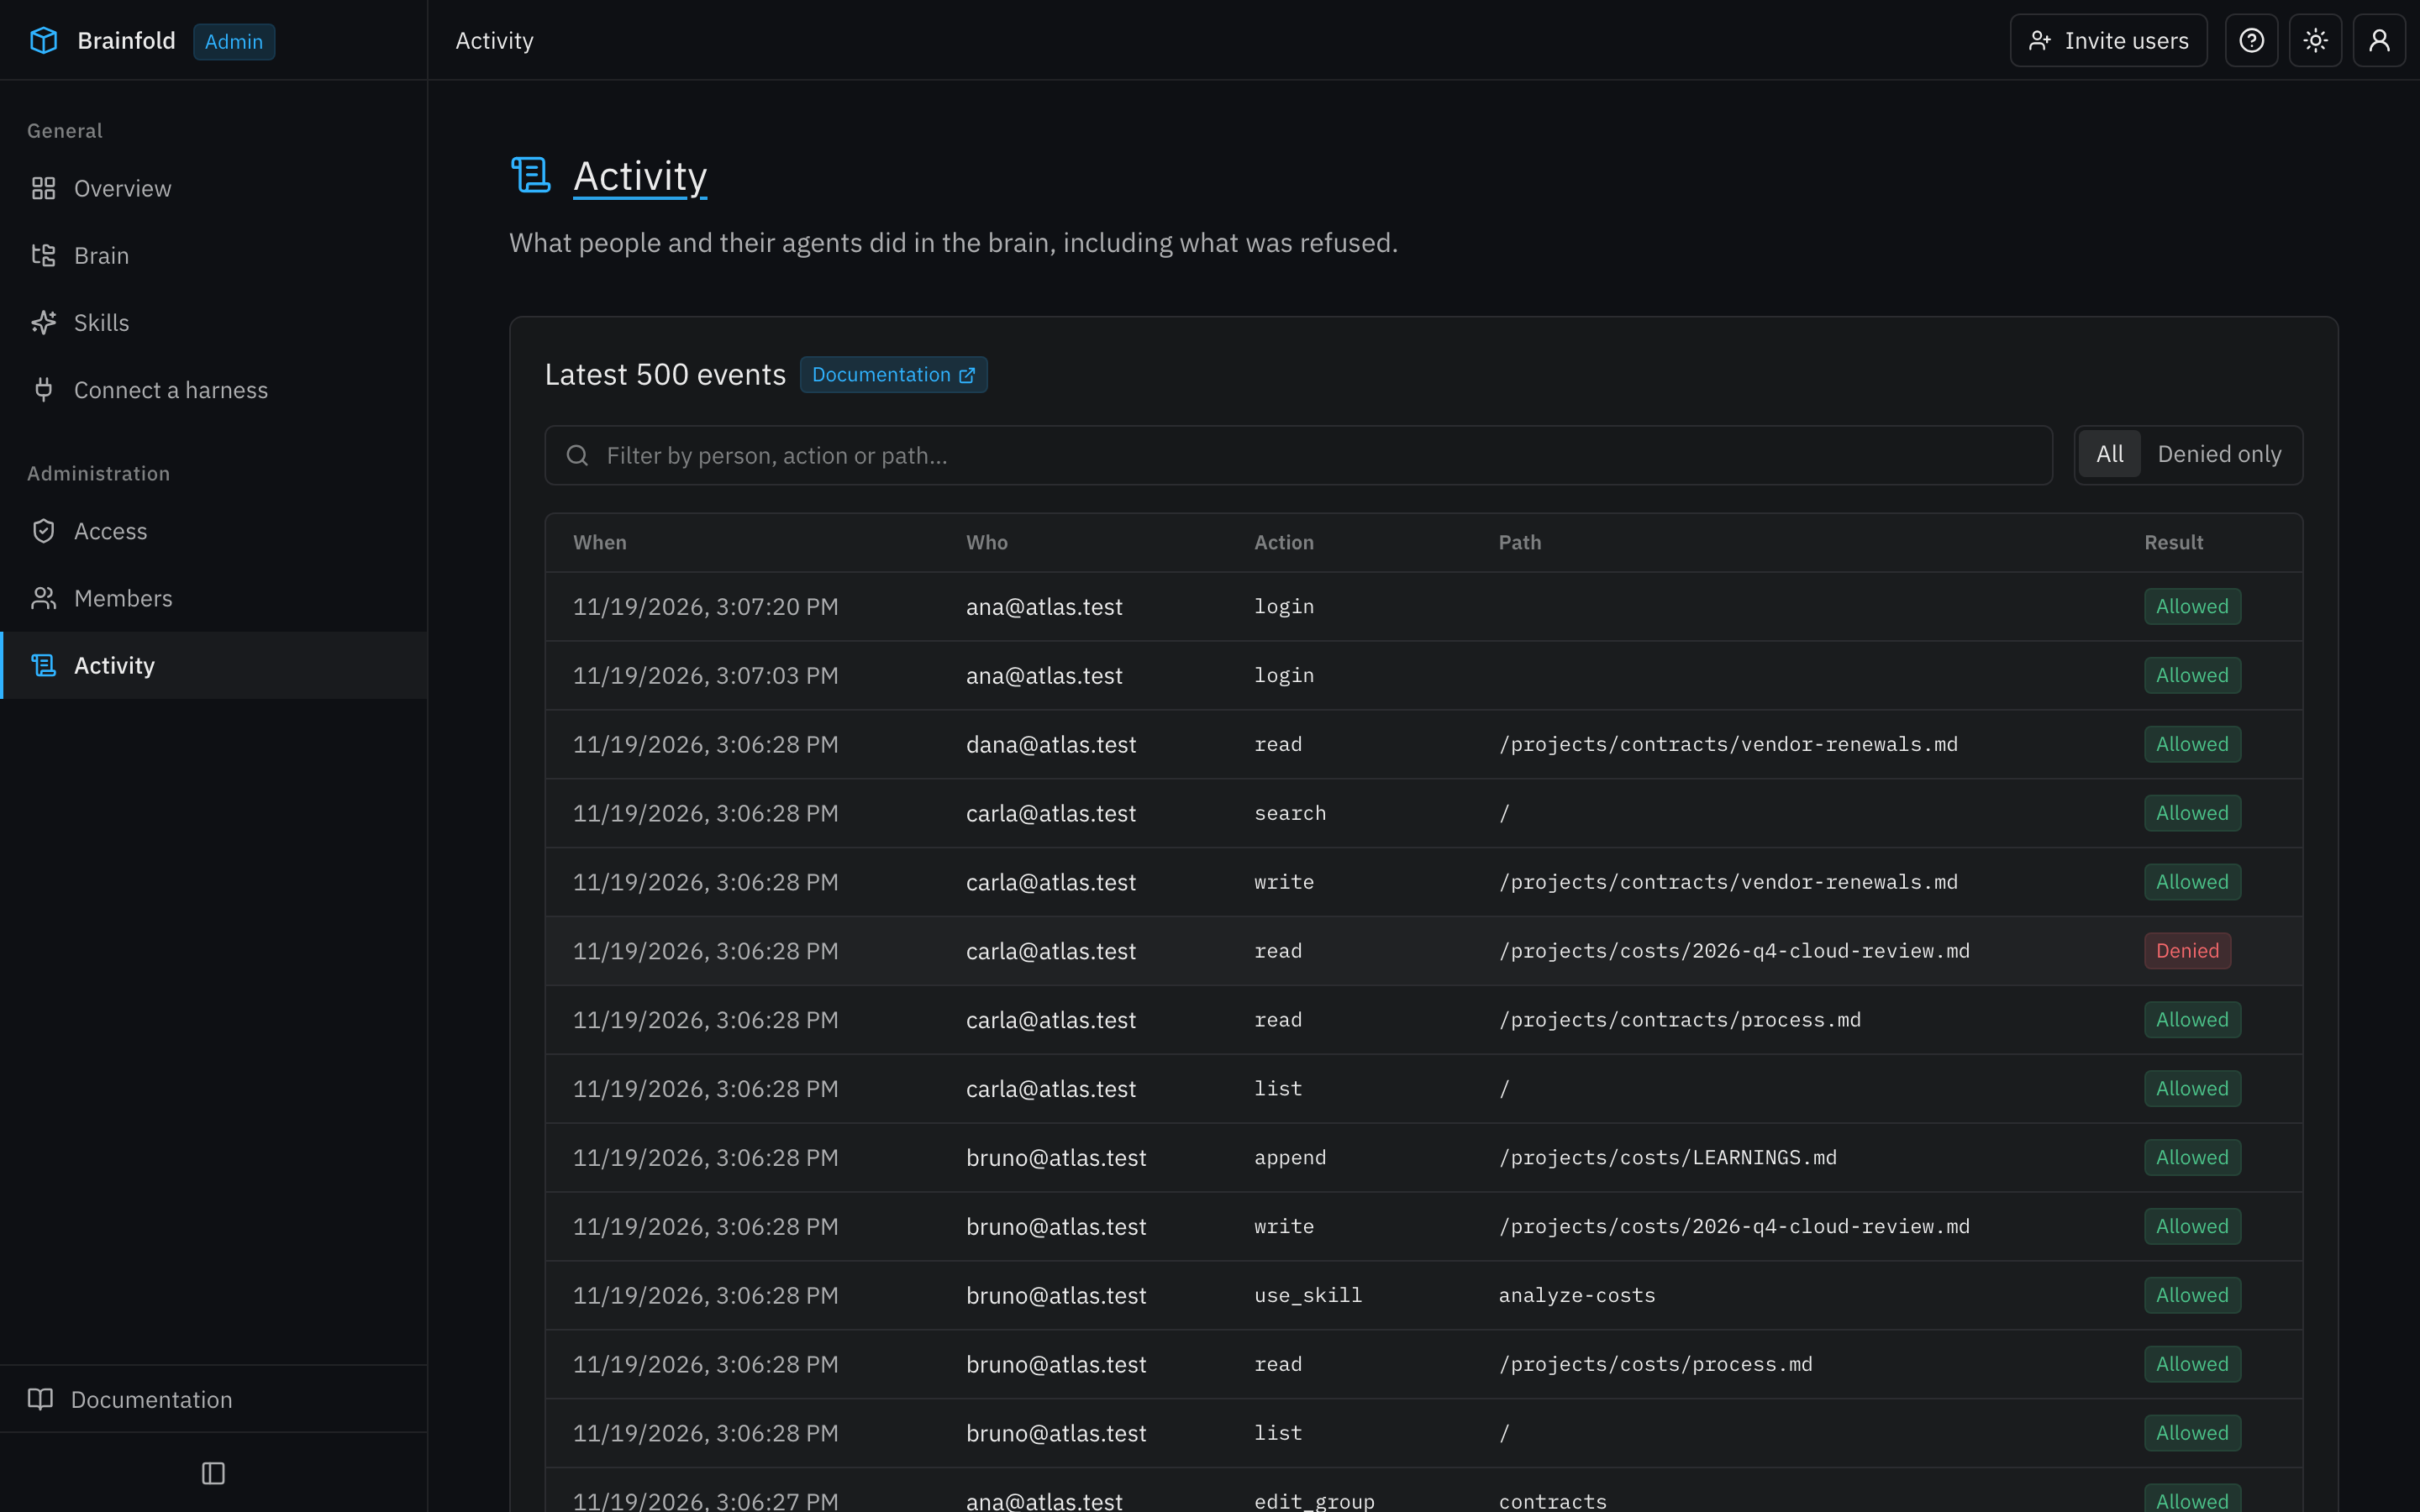 Brainfold Admin
Activity
Invite users
General
Overview
Brain
Skills
Connect a harness
Administration
Access
Members
Activity
Documentation
Activity
What people and their agents did in the brain, including what was refused.
Latest 500 events Documentation
Filter by person, action or path...
All Denied only
When Who Action Path Result
11/19/2026, 3:07:20 PM ana@atlas.test login Allowed
11/19/2026, 3:07:03 PM ana@atlas.test login Allowed
11/19/2026, 3:06:28 PM dana@atlas.test read /projects/contracts/vendor-renewals.md Allowed
11/19/2026, 3:06:28 PM carla@atlas.test search / Allowed
11/19/2026, 3:06:28 PM carla@atlas.test write /projects/contracts/vendor-renewals.md Allowed
11/19/2026, 3:06:28 PM carla@atlas.test read /projects/costs/2026-q4-cloud-review.md Denied
11/19/2026, 3:06:28 PM carla@atlas.test read /projects/contracts/process.md Allowed
11/19/2026, 3:06:28 PM carla@atlas.test list / Allowed
11/19/2026, 3:06:28 PM bruno@atlas.test append /projects/costs/LEARNINGS.md Allowed
11/19/2026, 3:06:28 PM bruno@atlas.test write /projects/costs/2026-q4-cloud-review.md Allowed
11/19/2026, 3:06:28 PM bruno@atlas.test use_skill analyze-costs Allowed
11/19/2026, 3:06:28 PM bruno@atlas.test read /projects/costs/process.md Allowed
11/19/2026, 3:06:28 PM bruno@atlas.test list / Allowed
11/19/2026, 3:06:27 PM ana@atlas.test edit_group contracts Allowed